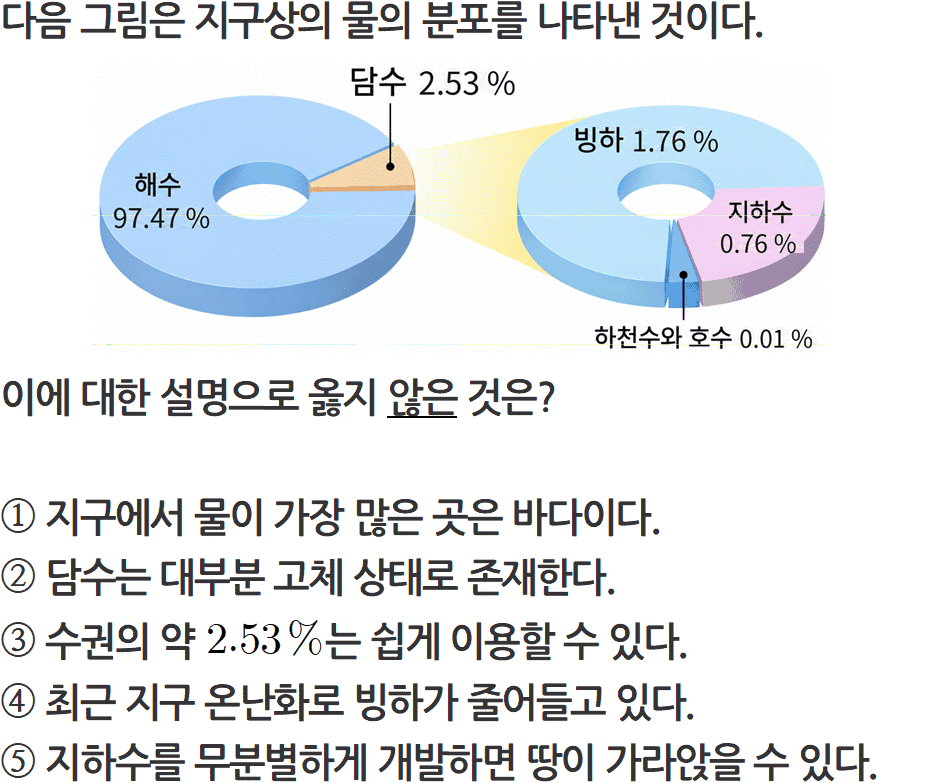 다음 그림은 지구상의 물의 분포를 나타낸 것이다.
담수 2.53 %
해수
97.47 %
빙하 1.76 %
지하수
0.76 %
하천수와 호수 0.01 %
이에 대한 설명으로 옳지 않은 것은?
① 지구에서 물이 가장 많은 곳은 바다이다.
② 담수는 대부분 고체 상태로 존재한다.
③ 수권의 약 2.53 %는 쉽게 이용할 수 있다.
④ 최근 지구 온난화로 빙하가 줄어들고 있다.
⑤ 지하수를 무분별하게 개발하면 땅이 가라앉을 수 있다.